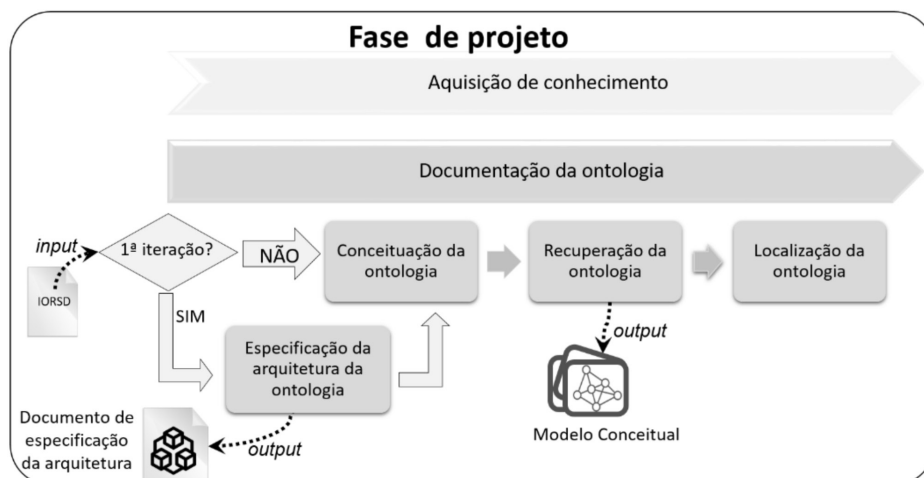 Fase de projeto
Aquisição de conhecimento
Documentação da ontologia
input
1ª iteração?
NÃO
Conceituação da
ontologia
Recuperação da
ontologia
Localização da
ontologia
IORSD
SIM
Especificação da
arquitetura da
ontologia
output
Modelo Conceitual
Documento de
especificação
da arquitetura
output